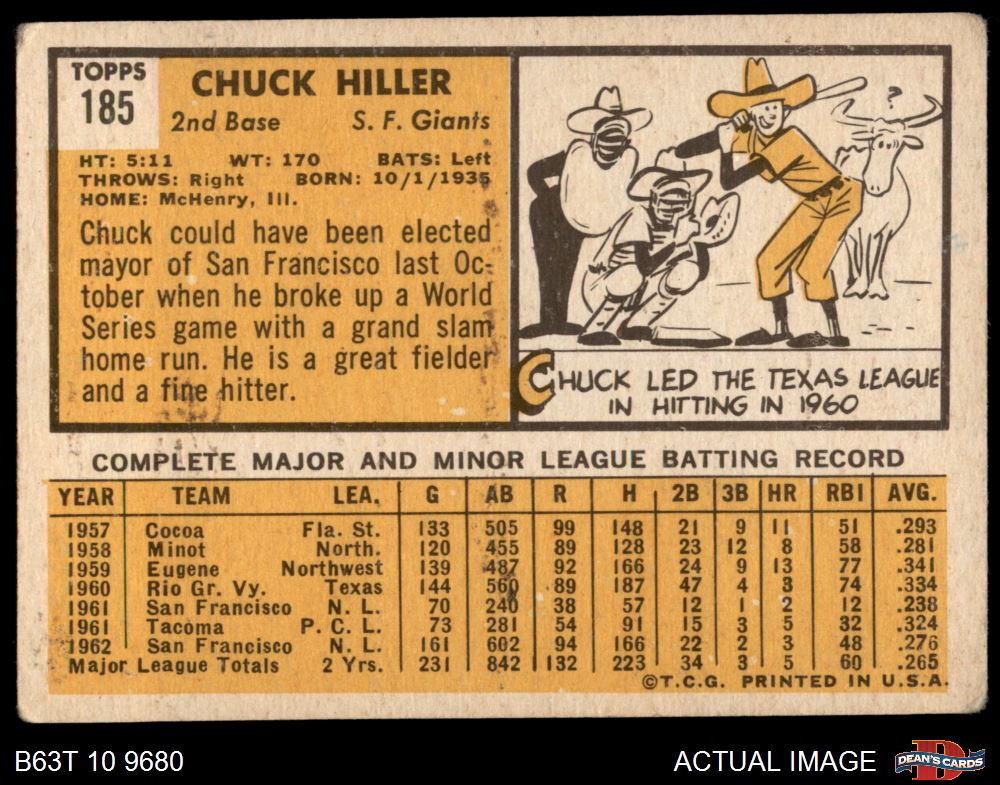 TOPPS
185
CHUCK HILLER
2nd Base S. F. Giants
HT: 5:11 WT: 170 BATS: Left
THROWS: Right BORN: 10/1/1935
HOME: McHenry, Ill.
Chuck could have been elected
mayor of San Francisco last Oc-
tober when he broke up a World
Series game with a grand slam
home run. He is a great fielder
and a fine hitter.
?
CHUCK LED THE TEXAS LEAGUE
IN HITTING IN 1960
COMPLETE MAJOR AND MINOR LEAGUE BATTING RECORD
YEAR TEAM LEA. G AB R H 2B 3B HR RBI AVG.
1957 Cocoa Fla. St. 133 505 99 148 21 9 11 51 .293
1958 Minot North. 120 455 89 128 23 12 8 58 .281
1959 Eugene Northwest 139 487 92 166 24 9 13 77 .341
1960 Rio Gr. Vy. Texas 144 560 89 187 47 4 3 74 .334
1961 San Francisco N. L. 70 240 38 57 12 1 2 12 .238
1961 Tacoma P. C. L. 73 281 54 91 15 3 5 32 .324
1962 San Francisco N. L. 161 602 94 166 22 2 3 48 .276
Major League Totals 2 Yrs. 231 842 132 223 34 3 5 60 .265
©T.C.G. PRINTED IN U.S.A.
B63T 10 9680 ACTUAL IMAGE
D
DEAN'S CARDS